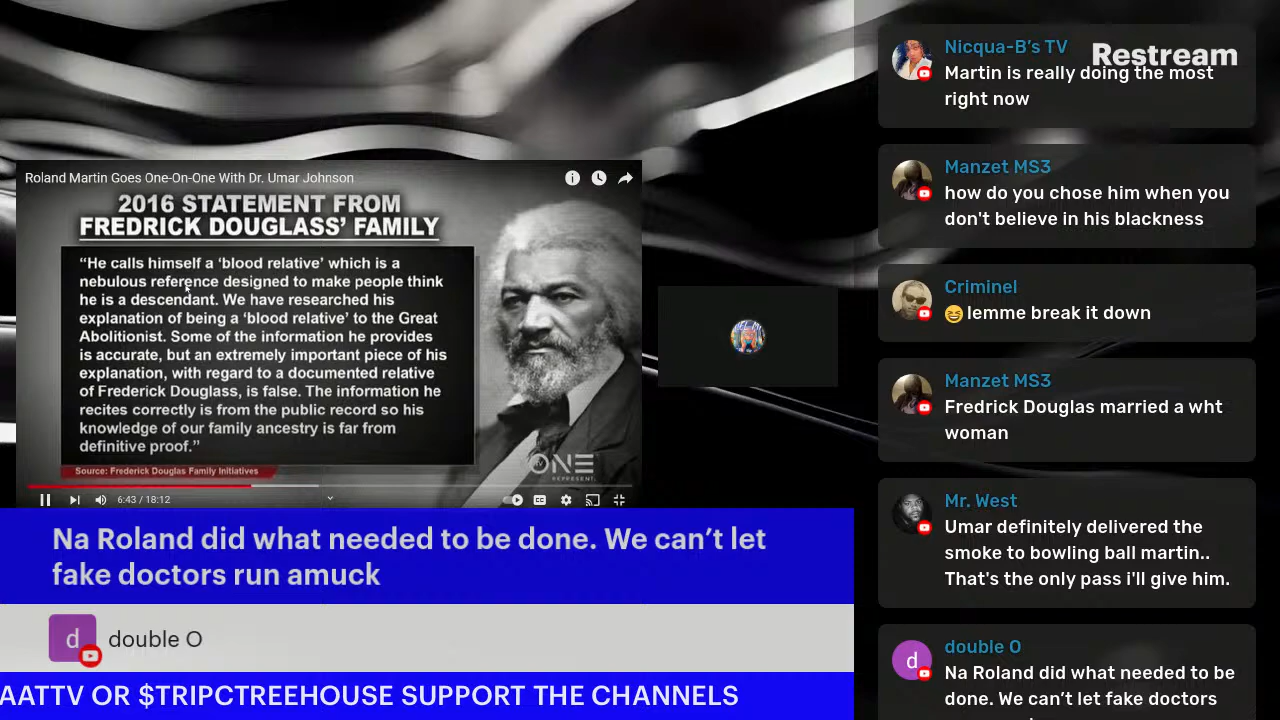 Roland Martin Goes One-On-One With Dr. Umar Johnson
2016 STATEMENT FROM
FREDRICK DOUGLASS' FAMILY
“He calls himself a ‘blood relative’ which is a
nebulous reference designed to make people think
he is a descendant. We have researched his
explanation of being a ‘blood relative’ to the Great
Abolitionist. Some of the information he provides
is accurate, but an extremely important piece of his
explanation, with regard to a documented relative
of Frederick Douglass, is false. The information he
recites correctly is from the public record so his
knowledge of our family ancestry is far from
definitive proof.”
Source: Frederick Douglas Family Initiatives
tv ONE
REPRESENT.
6:43 / 18:12
CC
Na Roland did what needed to be done. We can’t let
fake doctors run amuck
d
double O
AATTV OR $TRIPCTREEHOUSE SUPPORT THE CHANNELS
Restream
Nicqua-B’s TV
Martin is really doing the most
right now
Manzet MS3
how do you chose him when you
don't believe in his blackness
Criminel
lemme break it down
Manzet MS3
Fredrick Douglas married a wht
woman
Mr. West
Umar definitely delivered the
smoke to bowling ball martin..
That's the only pass i'll give him.
d
double O
Na Roland did what needed to be
done. We can’t let fake doctors